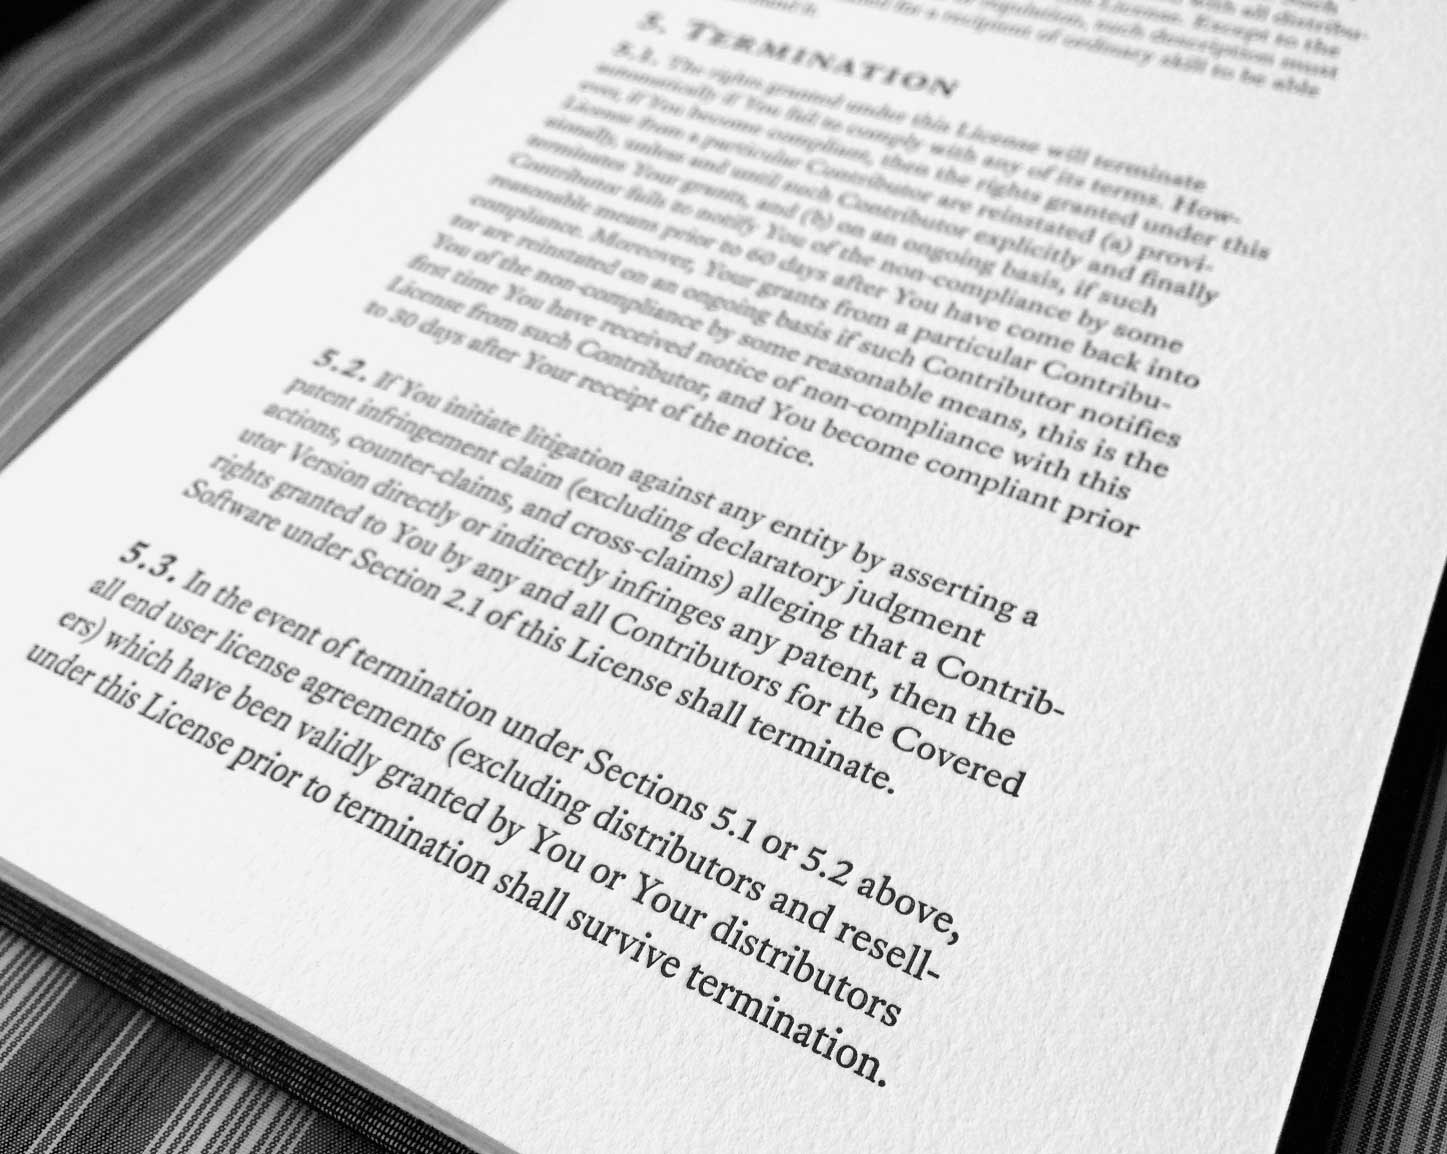 with all distribu-
License. Except to the
regulation, such description must
for a recipient of ordinary skill to be able
5. TERMINATION
5.1. The rights granted under this License will terminate
automatically if You fail to comply with any of its terms. How-
ever, if You become compliant, then the rights granted under this
License from a particular Contributor are reinstated (a) provi-
sionally, unless and until such Contributor explicitly and finally
terminates Your grants, and (b) on an ongoing basis, if such
Contributor fails to notify You of the non-compliance by some
reasonable means prior to 60 days after You have come back into
compliance. Moreover, Your grants from a particular Contribu-
tor are reinstated on an ongoing basis if such Contributor notifies
You of the non-compliance by some reasonable means, this is the
first time You have received notice of non-compliance with this
License from such Contributor, and You become compliant prior
to 30 days after Your receipt of the notice.
5.2. If You initiate litigation against any entity by asserting a
patent infringement claim (excluding declaratory judgment
actions, counter-claims, and cross-claims) alleging that a Contrib-
utor Version directly or indirectly infringes any patent, then the
rights granted to You by any and all Contributors for the Covered
Software under Section 2.1 of this License shall terminate.
5.3. In the event of termination under Sections 5.1 or 5.2 above,
all end user license agreements (excluding distributors and resell-
ers) which have been validly granted by You or Your distributors
under this License prior to termination shall survive termination.